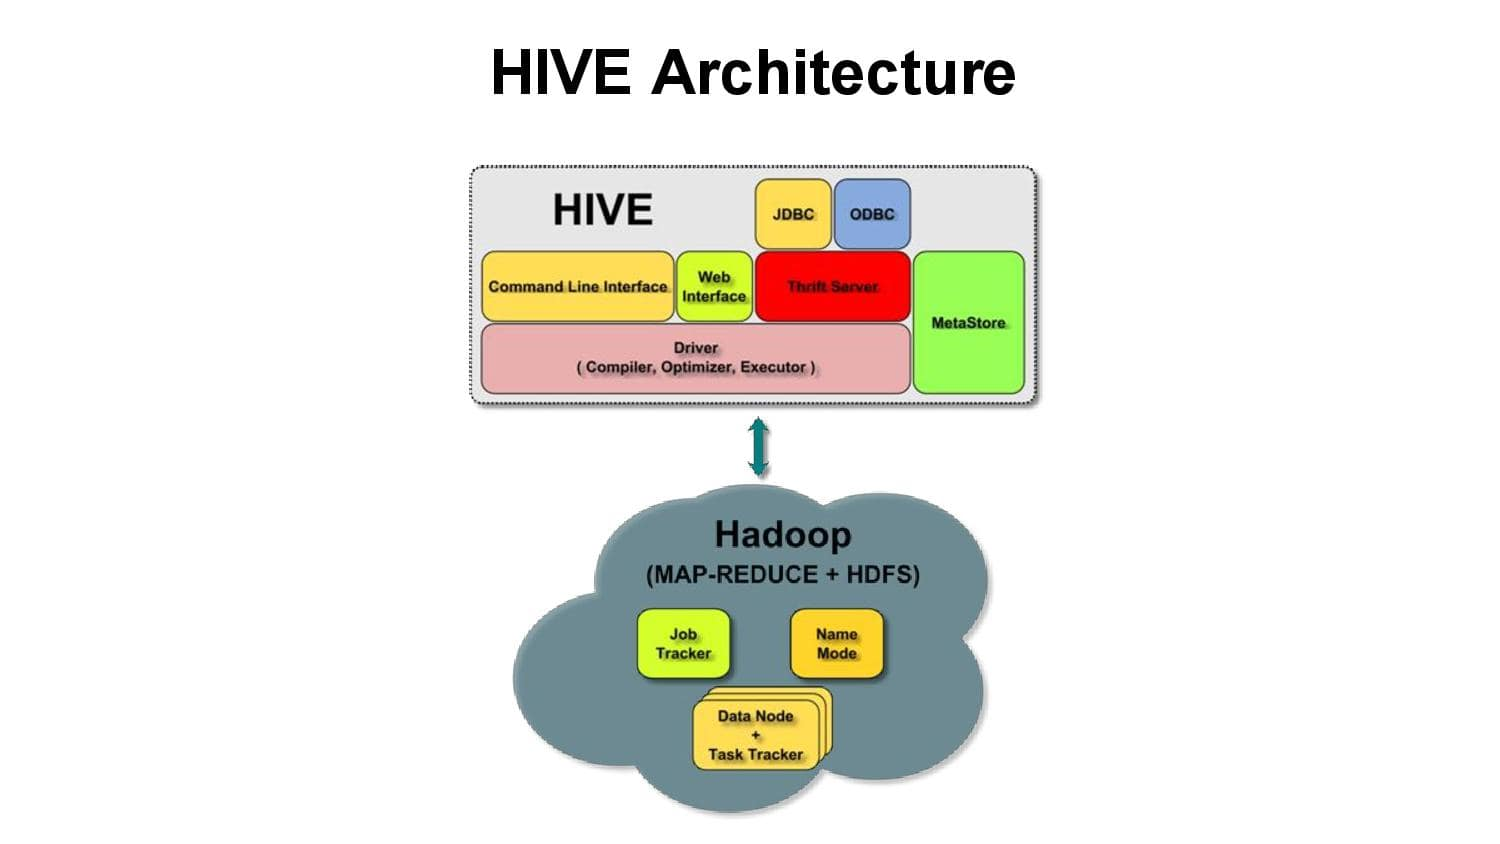 HIVE Architecture
HIVE
JDBC
ODBC
Command Line Interface
Web
Interface
Thrift Server
MetaStore
Driver
( Compiler, Optimizer, Executor )
Hadoop
(MAP-REDUCE + HDFS)
Job
Tracker
Name
Mode
Data Node
+
Task Tracker